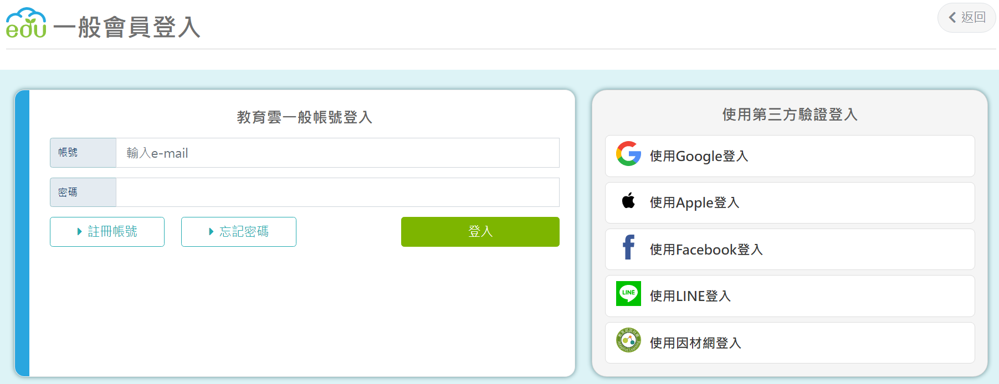 edu 一般會員登入
返回
教育雲一般帳號登入
帳號 輸入e-mail
密碼
註冊帳號 忘記密碼 登入
使用第三方驗證登入
使用Google登入
使用Apple登入
使用Facebook登入
LINE 使用LINE登入
使用因材網登入